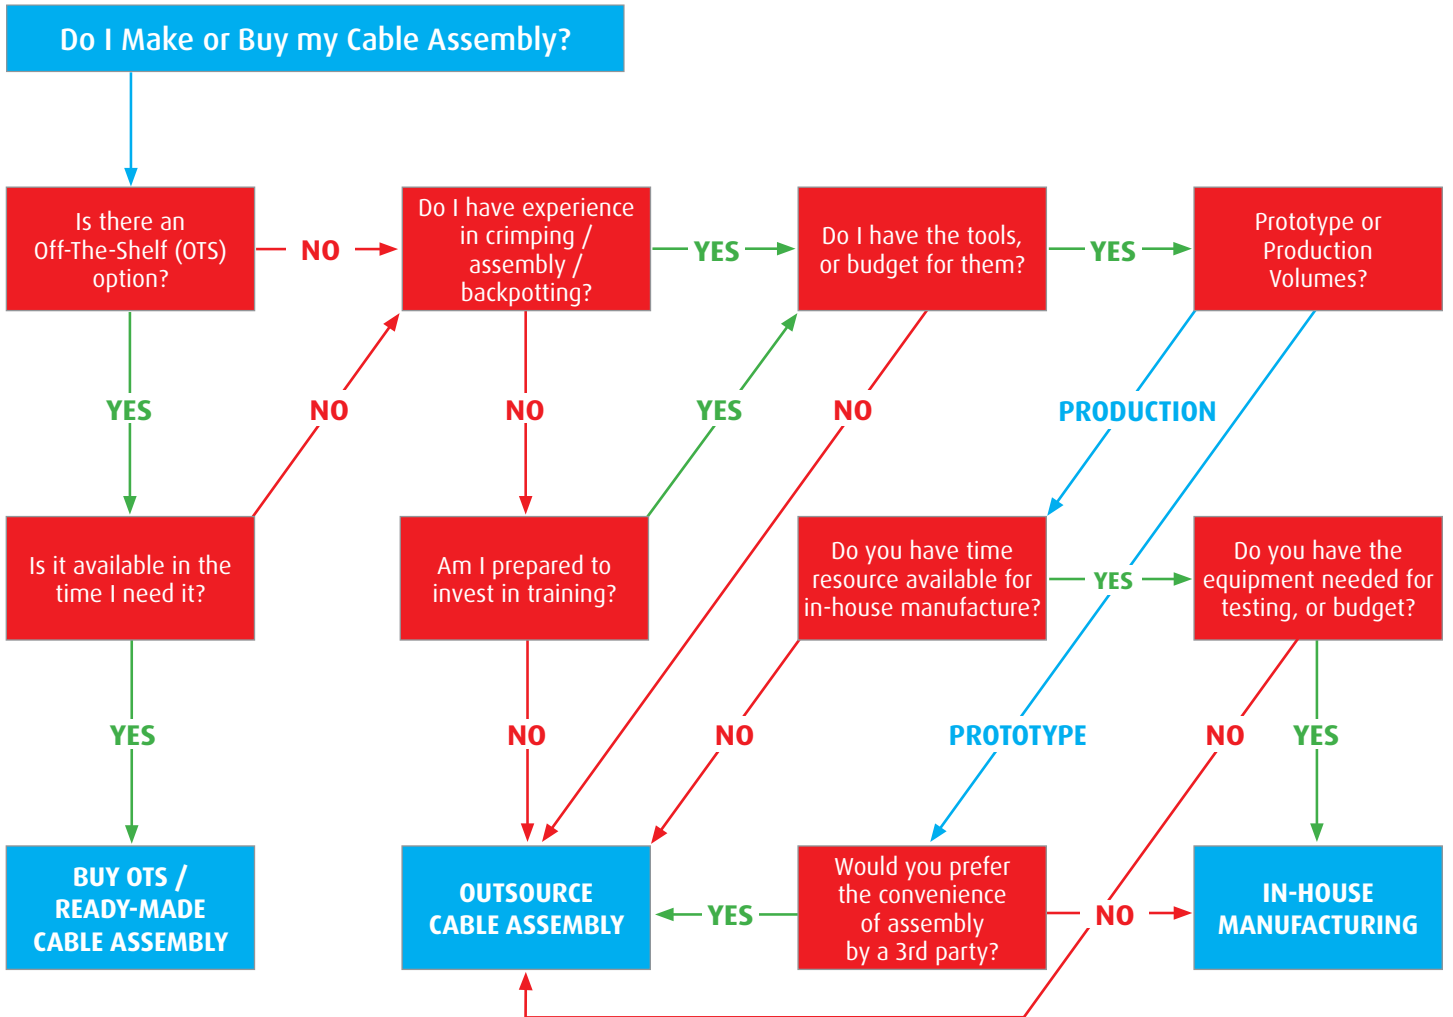 Do I Make or Buy my Cable Assembly?
Is there an
Off-The-Shelf (OTS)
option?
NO
Do I have experience
in crimping /
assembly /
backpotting?
YES
Do I have the tools,
or budget for them?
YES
Prototype or
Production
Volumes?
YES
NO
NO
YES
NO
PRODUCTION
Is it available in the
time I need it?
Am I prepared to
invest in training?
Do you have time
resource available for
in-house manufacture?
YES
Do you have the
equipment needed for
testing, or budget?
YES
NO
NO
PROTOTYPE
NO
YES
BUY OTS /
READY-MADE
CABLE ASSEMBLY
OUTSOURCE
CABLE ASSEMBLY
YES
Would you prefer
the convenience
of assembly
by a 3rd party?
NO
IN-HOUSE
MANUFACTURING